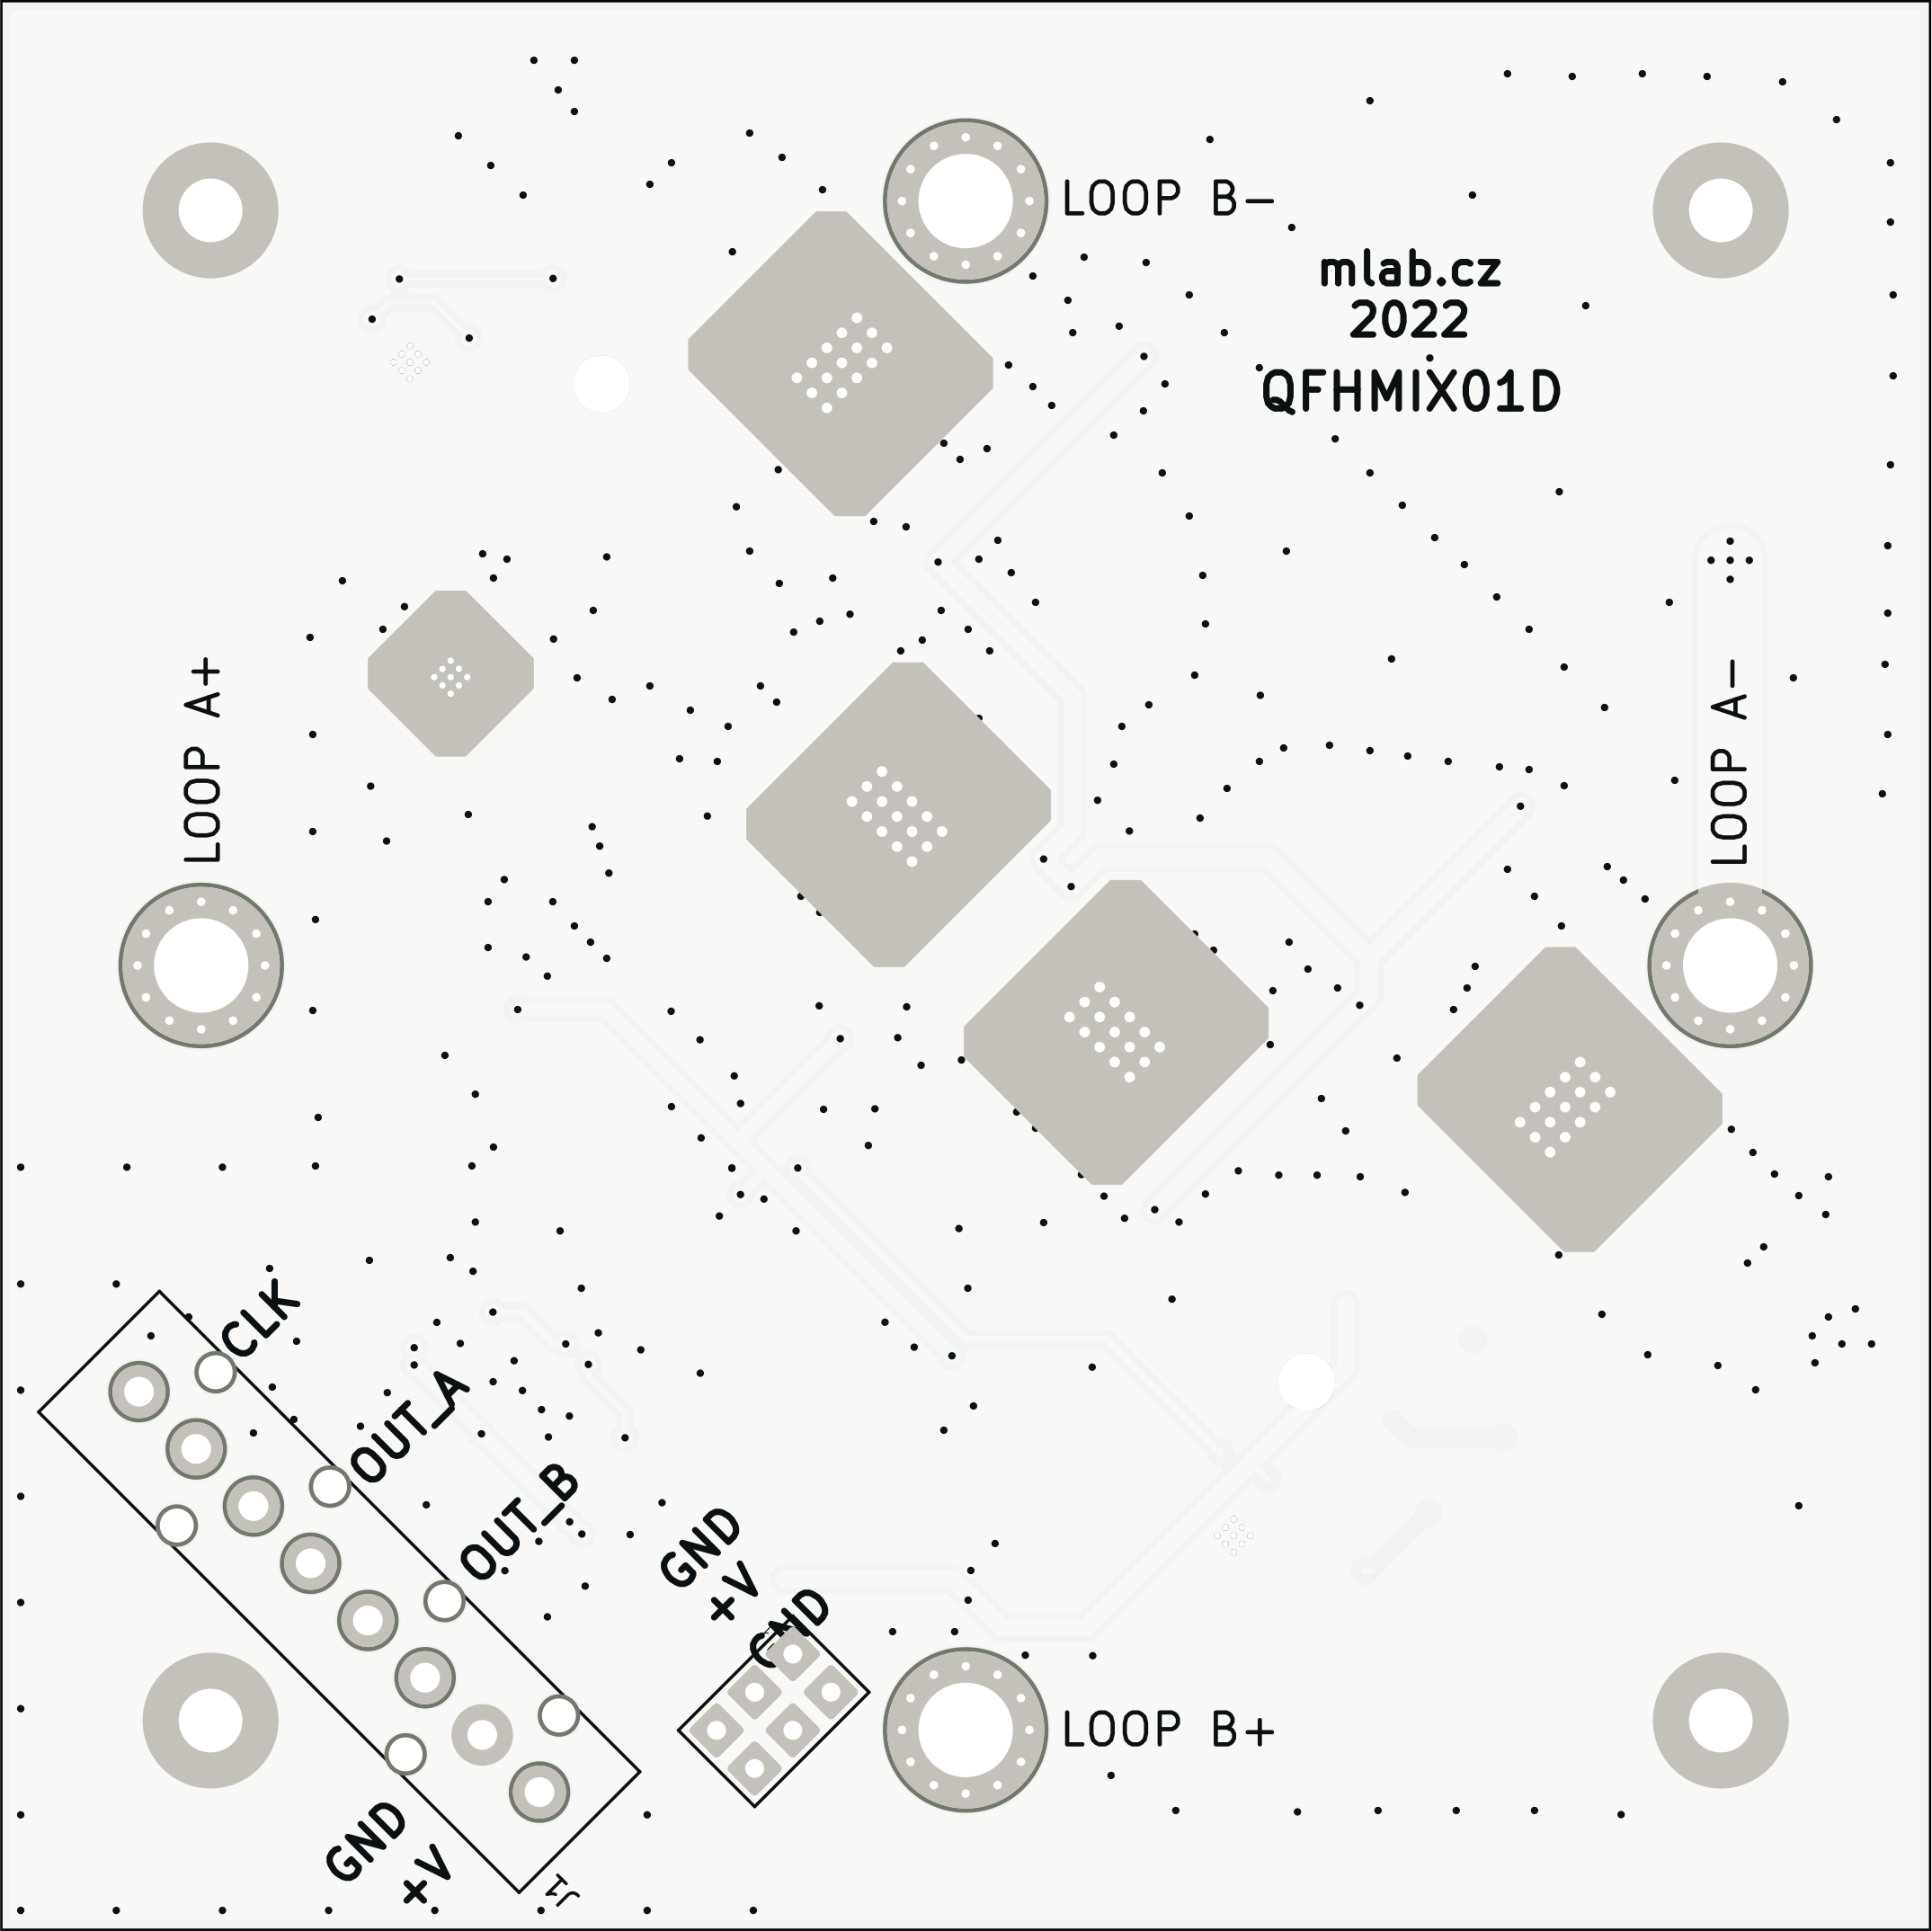 LOOP B-
mlab.cz
2022
QFHMIX01D
LOOP A+
LOOP A-
CLK
OUT_A
OUT_B
GND
+V
GND
LOOP B+
GND
+V
J1